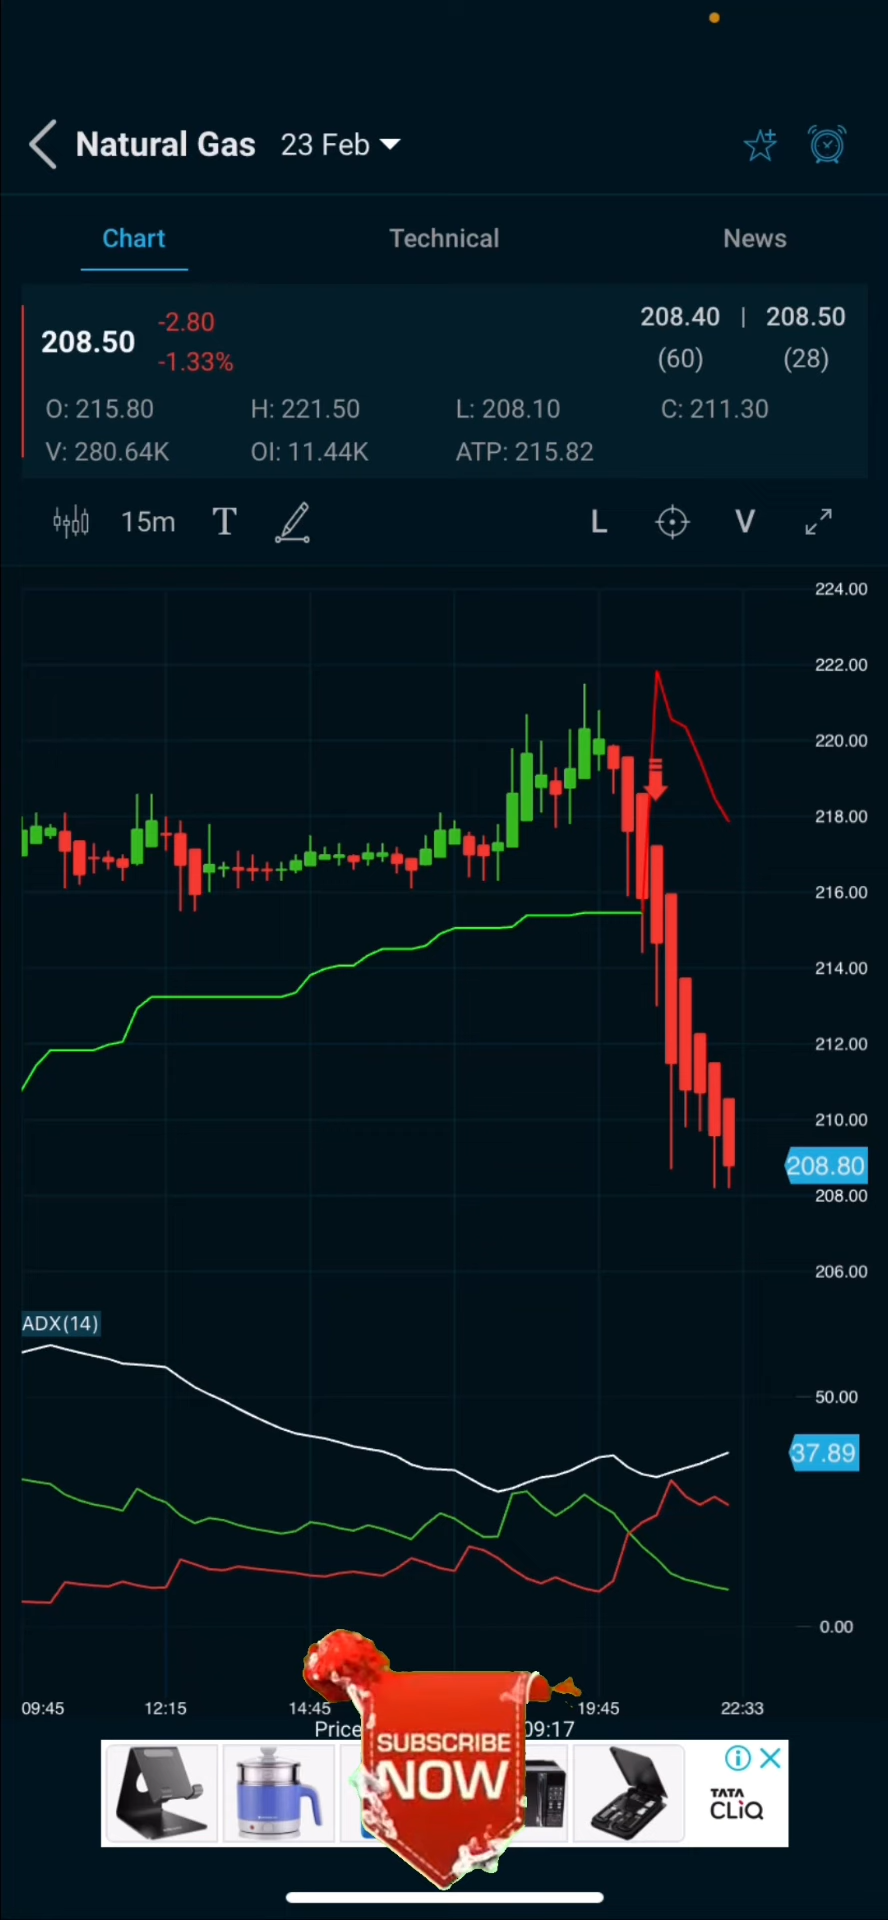 Natural Gas 23 Feb
Chart Technical News
208.50 -2.80 -1.33% 208.40 | 208.50
(60) (28)
O: 215.80 H: 221.50 L: 208.10 C: 211.30
V: 280.64K OI: 11.44K ATP: 215.82
15m T L V
224.00
222.00
220.00
218.00
216.00
214.00
212.00
210.00
208.80
208.00
206.00
ADX(14)
50.00
37.89
0.00
09:45 12:15 14:45 19:45 22:33
Price 09:17
SUBSCRIBE
NOW
TATA
CLiQ